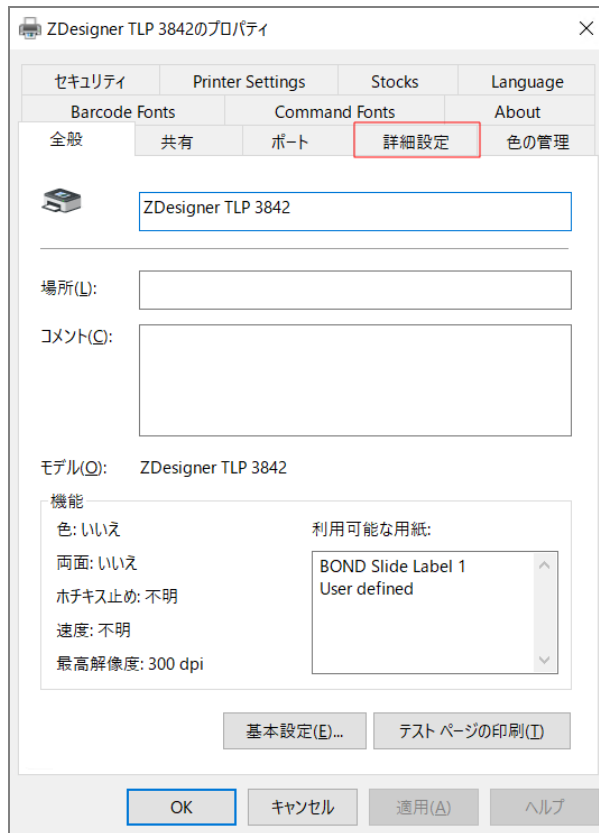 ZDesigner TLP 3842のプロパティ
セキュリティ Printer Settings Stocks Language
Barcode Fonts Command Fonts About
全般 共有 ポート 詳細設定 色の管理
ZDesigner TLP 3842
場所(L):
コメント(C):
モデル(O): ZDesigner TLP 3842
機能
色: いいえ 利用可能な用紙:
両面: いいえ BOND Slide Label 1
ホチキス止め: 不明 User defined
速度: 不明
最高解像度: 300 dpi
基本設定(E)... テスト ページの印刷(T)
OK キャンセル 適用(A) ヘルプ